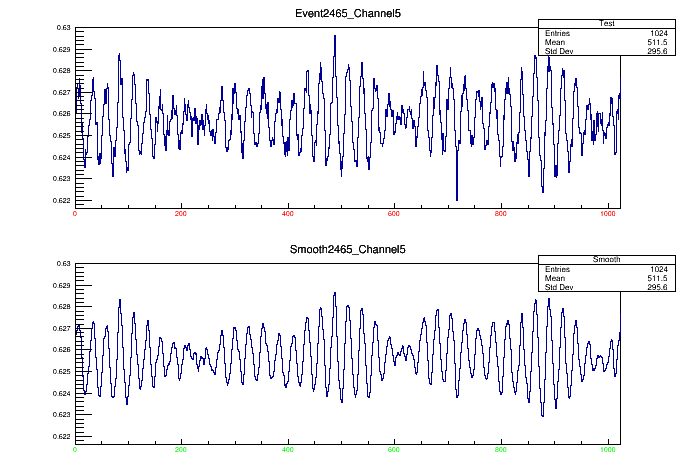 Event2465_Channel5
Test
Entries 1024
Mean 511.5
Std Dev 295.6
0.63
0.629
0.628
0.627
0.626
0.625
0.624
0.623
0.622
0 200 400 600 800 1000
Smooth2465_Channel5
Smooth
Entries 1024
Mean 511.5
Std Dev 295.6
0.63
0.629
0.628
0.627
0.626
0.625
0.624
0.623
0.622
0 200 400 600 800 1000